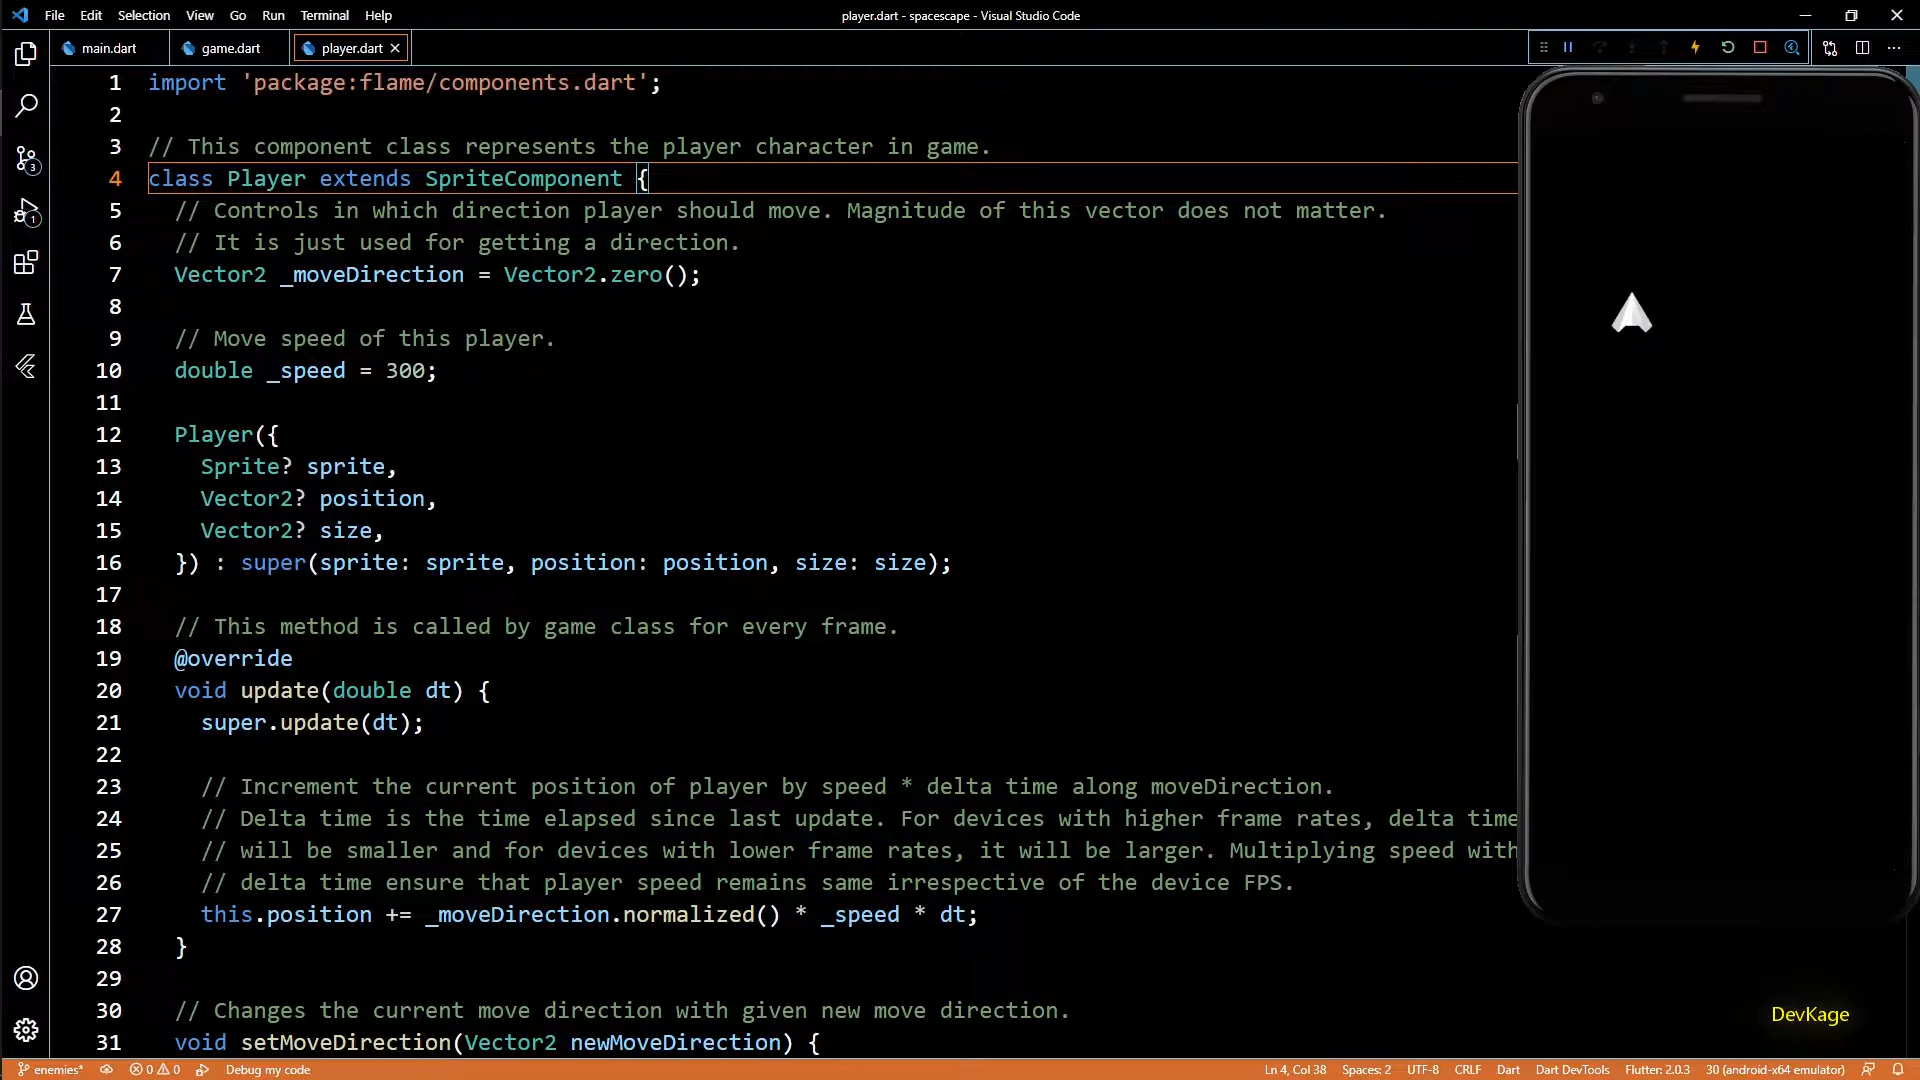 File Edit Selection View Go Run Terminal Help player.dart - spacescape - Visual Studio Code
main.dart game.dart player.dart
1 import 'package:flame/components.dart';
2
3 // This component class represents the player character in game.
4 class Player extends SpriteComponent {
5 // Controls in which direction player should move. Magnitude of this vector does not matter.
6 // It is just used for getting a direction.
7 Vector2 _moveDirection = Vector2.zero();
8
9 // Move speed of this player.
10 double _speed = 300;
11
12 Player({
13 Sprite? sprite,
14 Vector2? position,
15 Vector2? size,
16 }) : super(sprite: sprite, position: position, size: size);
17
18 // This method is called by game class for every frame.
19 @override
20 void update(double dt) {
21 super.update(dt);
22
23 // Increment the current position of player by speed * delta time along moveDirection.
24 // Delta time is the time elapsed since last update. For devices with higher frame rates, delta time
25 // will be smaller and for devices with lower frame rates, it will be larger. Multiplying speed with
26 // delta time ensure that player speed remains same irrespective of the device FPS.
27 this.position += _moveDirection.normalized() * _speed * dt;
28 }
29
30 // Changes the current move direction with given new move direction.
31 void setMoveDirection(Vector2 newMoveDirection) {
3
1
DevKage
enemies* 0 0 Debug my code Ln 4, Col 38 Spaces: 2 UTF-8 CRLF Dart Dart DevTools Flutter: 2.0.3 30 (android-x64 emulator)